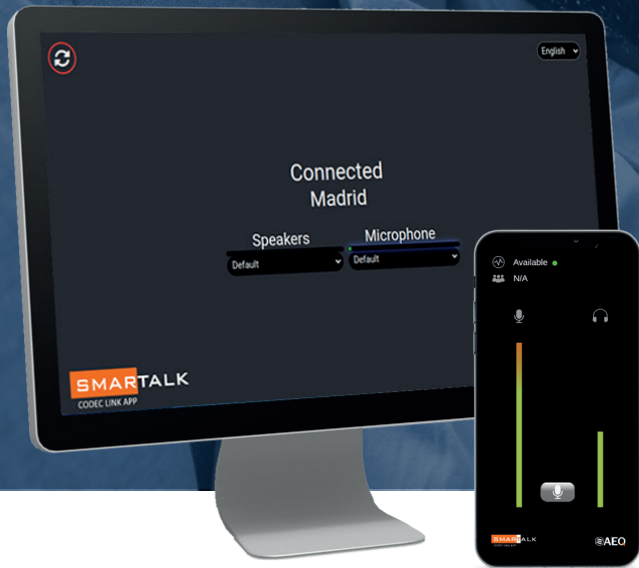 English
Connected
Madrid
Speakers
Microphone
Default
Default
SMARTALK
CODEC LINK APP
Available
N/A
SMARTALK
AEQ